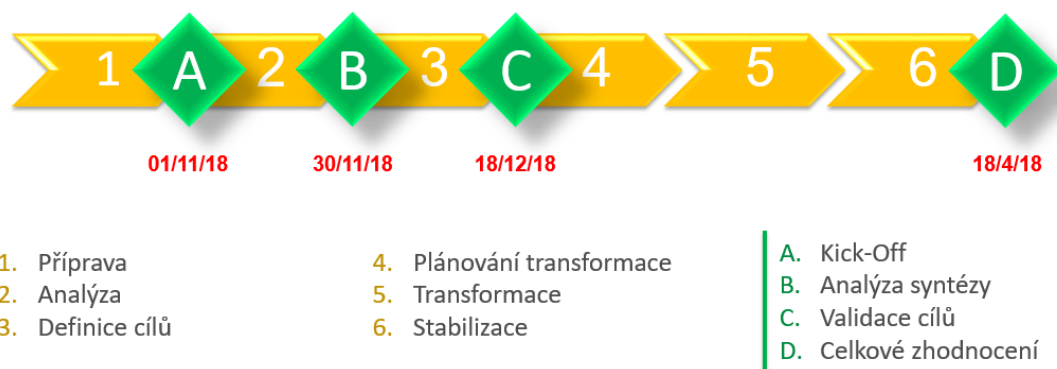 1 A 2 B 3 C 4 5 6 D
01/11/18 30/11/18 18/12/18 18/4/18
1. Příprava
2. Analýza
3. Definice cílů
4. Plánování transformace
5. Transformace
6. Stabilizace
A. Kick-Off
B. Analýza syntézy
C. Validace cílů
D. Celkové zhodnocení